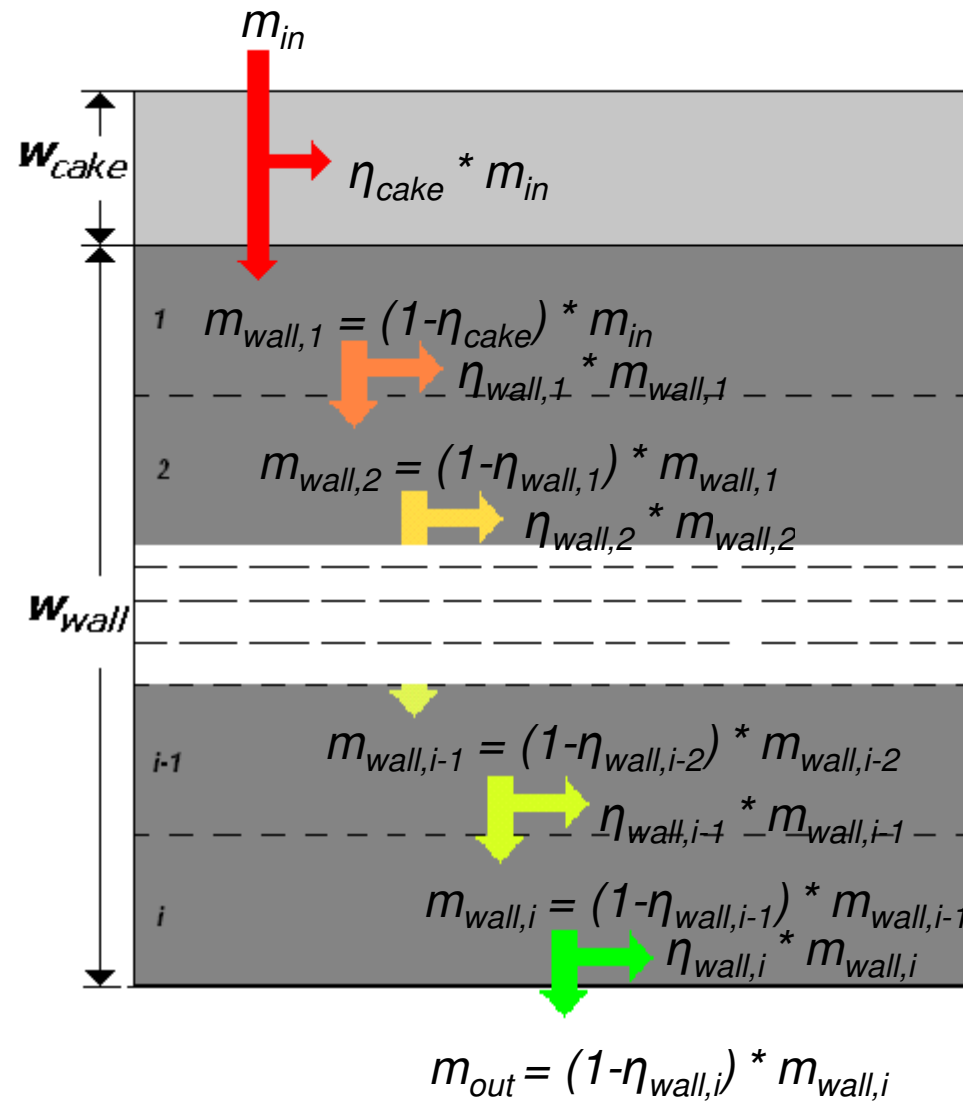 m_in
w_cake
η_cake * m_in
1 m_wall,1 = (1-η_cake) * m_in
η_wall,1 * m_wall,1
2 m_wall,2 = (1-η_wall,1) * m_wall,1
η_wall,2 * m_wall,2
w_wall
i-1 m_wall,i-1 = (1-η_wall,i-2) * m_wall,i-2
η_wall,i-1 * m_wall,i-1
i m_wall,i = (1-η_wall,i-1) * m_wall,i-1
η_wall,i * m_wall,i
m_out = (1-η_wall,i) * m_wall,i